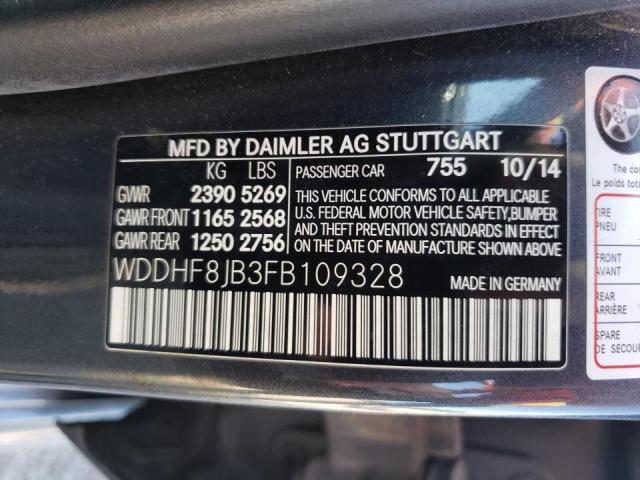 MFD BY DAIMLER AG STUTTGART
KG LBS
GVWR 2390 5269
GAWR FRONT 1165 2568
GAWR REAR 1250 2756
PASSENGER CAR 755 10/14
THIS VEHICLE CONFORMS TO ALL APPLICABLE
U.S. FEDERAL MOTOR VEHICLE SAFETY,BUMPER
AND THEFT PREVENTION STANDARDS IN EFFECT
ON THE DATE OF MANUFACTURE SHOWN ABOVE.
WDDHF8JB3FB109328
MADE IN GERMANY
The
Le poids
TIRE
PNEU
FRONT
AVANT
REAR
ARRIÈRE
SPARE
DE